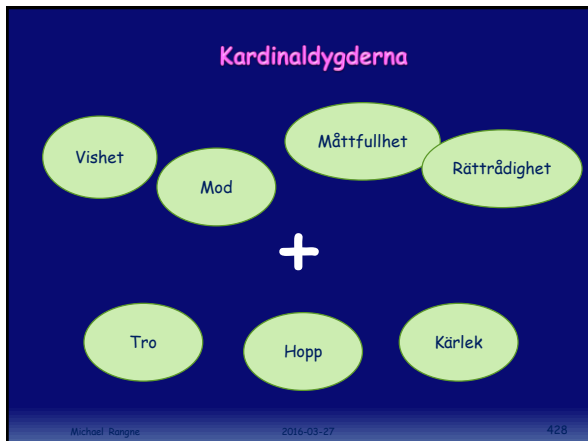 Kardinaldygderna
Vishet
Mod
Måttfullhet
Rättrådighet
+
Tro
Hopp
Kärlek
Michael Rangne 2016-03-27 428